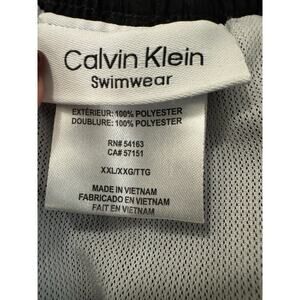 Calvin Klein
Swimwear
EXTÉRIEUR: 100% POLYESTER
DOUBLURE: 100% POLYESTER
RN# 54163
CA# 57151
XXL/XXG/TTG
MADE IN VIETNAM
FABRICADO EN VIETNAM
FAIT EN VIETNAM